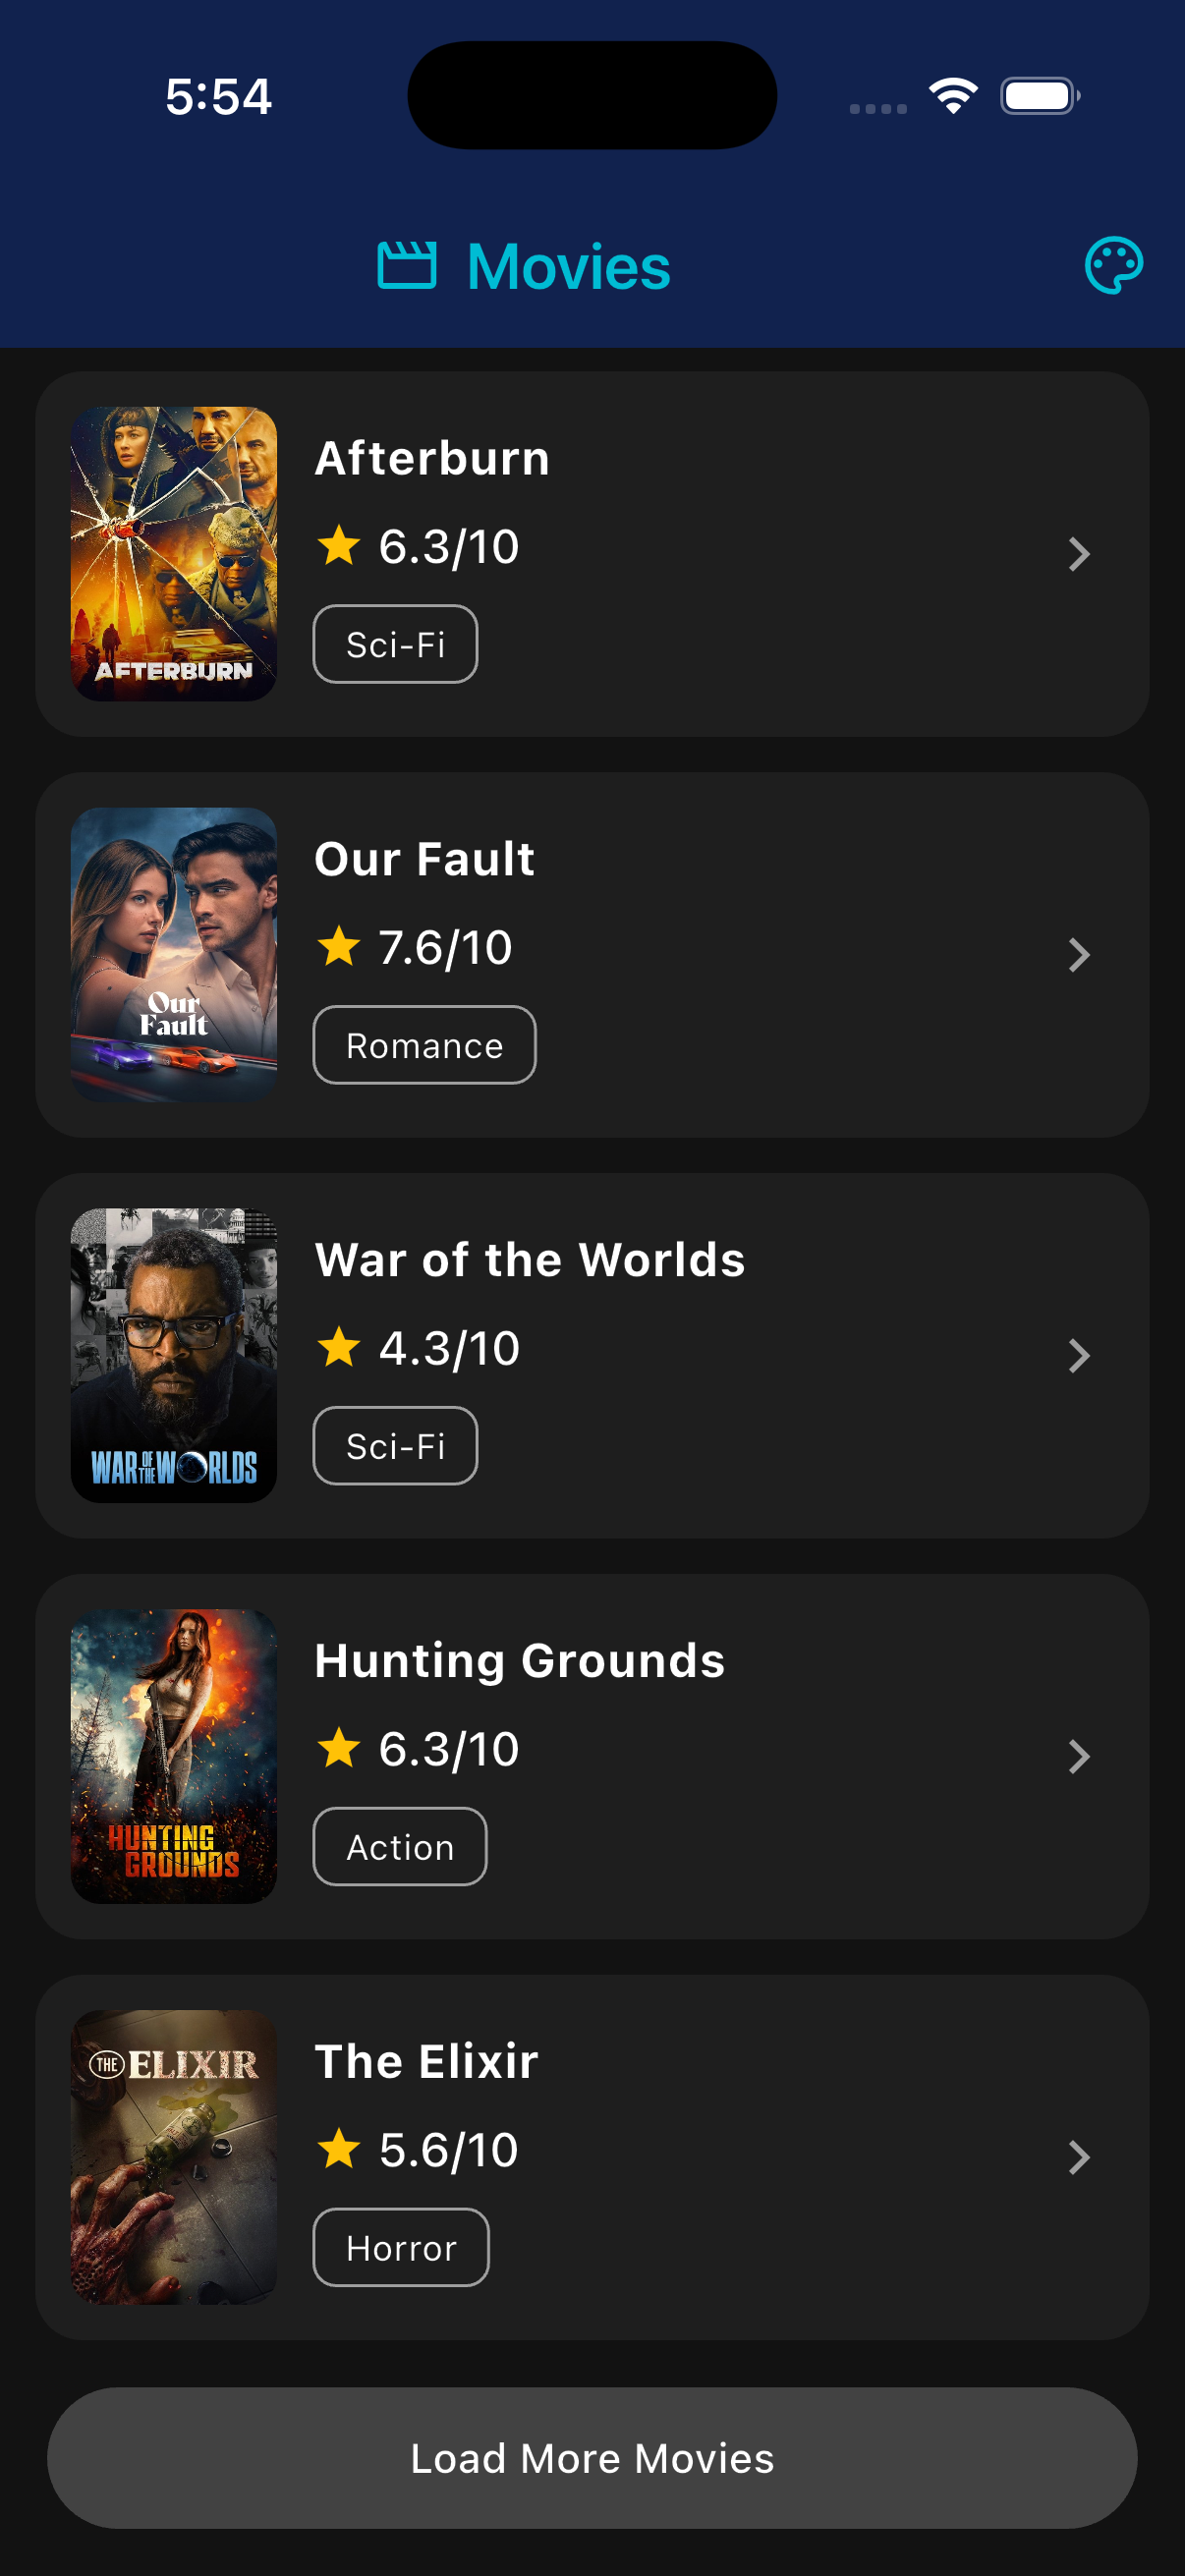 5:54
Movies
AFTERBURN
Afterburn
6.3/10
Sci-Fi
Our
Fault
Our Fault
7.6/10
Romance
WAR OF THE WORLDS
War of the Worlds
4.3/10
Sci-Fi
HUNTING
GROUNDS
Hunting Grounds
6.3/10
Action
THE ELIXIR
The Elixir
5.6/10
Horror
Load More Movies